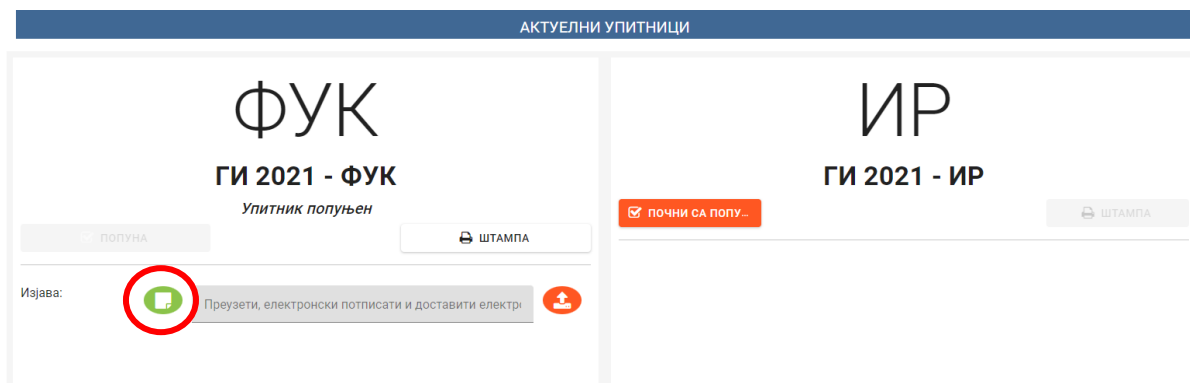 АКТУЕЛНИ УПИТНИЦИ
ФУК
ГИ 2021 - ФУК
Упитник попуњен
ПОПУНА
ШТАМПА
Изјава:
Преузети, електронски потписати и доставити електр
ИР
ГИ 2021 - ИР
ПОЧНИ СА ПОПУ...
ШТАМПА